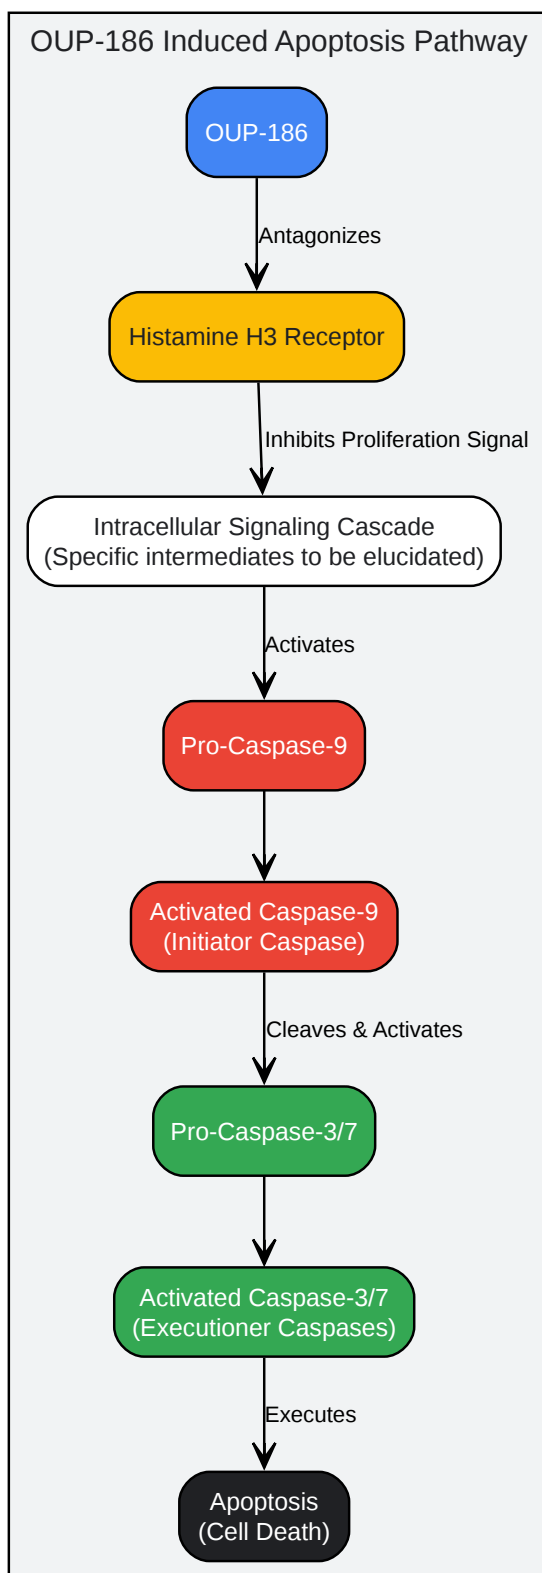 OUP-186 Induced Apoptosis Pathway
OUP-186
Antagonizes
Histamine H3 Receptor
Inhibits Proliferation Signal
Intracellular Signaling Cascade
(Specific intermediates to be elucidated)
Activates
Pro-Caspase-9
Activated Caspase-9
(Initiator Caspase)
Cleaves & Activates
Pro-Caspase-3/7
Activated Caspase-3/7
(Executioner Caspases)
Executes
Apoptosis
(Cell Death)